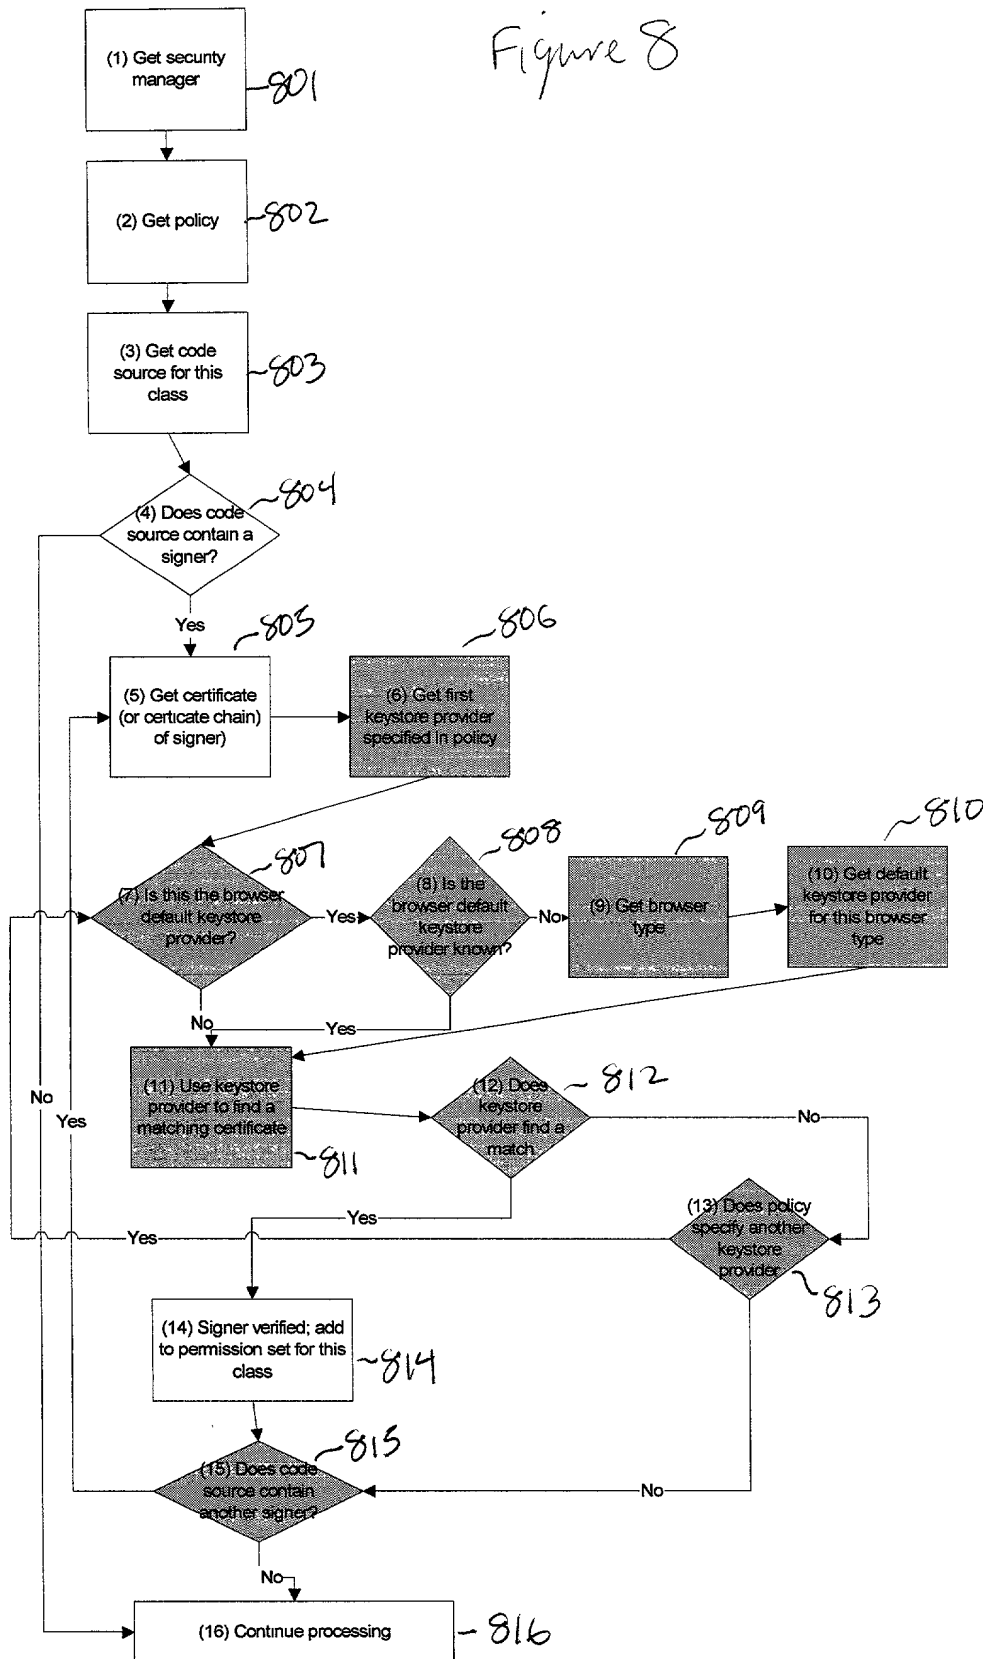 Figure 8
(1) Get security
manager
801
(2) Get policy
802
(3) Get code
source for this
class
803
804
(4) Does code
source contain a
signer?
Yes
805
806
(5) Get certificate
(or certicate chain)
of signer)
(6) Get first
keystore provider
specified in policy
807
808
809
810
(7) Is this the browser
default keystore
provider?
Yes
(8) Is the
browser default
keystore
provider known?
No
(9) Get browser
type
(10) Get default
keystore provider
for this browser
type
No
Yes
No
Yes
(11) Use keystore
provider to find a
matching certificate
811
(12) Does
keystore
provider find a
match
812
No
Yes
Yes
(13) Does policy
specify another
keystore
provider
813
(14) Signer verified; add
to permission set for this
class
814
815
(15) Does code
source contain
another signer?
No
No
(16) Continue processing
816